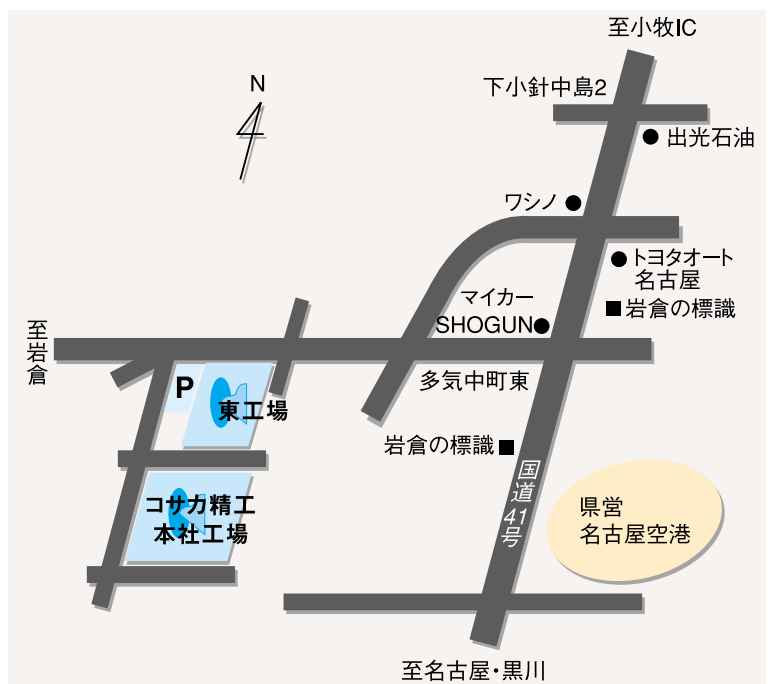 至小牧IC
N
下小針中島2
出光石油
ワシノ
トヨタオート
名古屋
マイカー
SHOGUN
岩倉の標識
至岩倉
多気中町東
P
東工場
岩倉の標識
国道41号
コサカ精工
本社工場
県営
名古屋空港
至名古屋・黒川